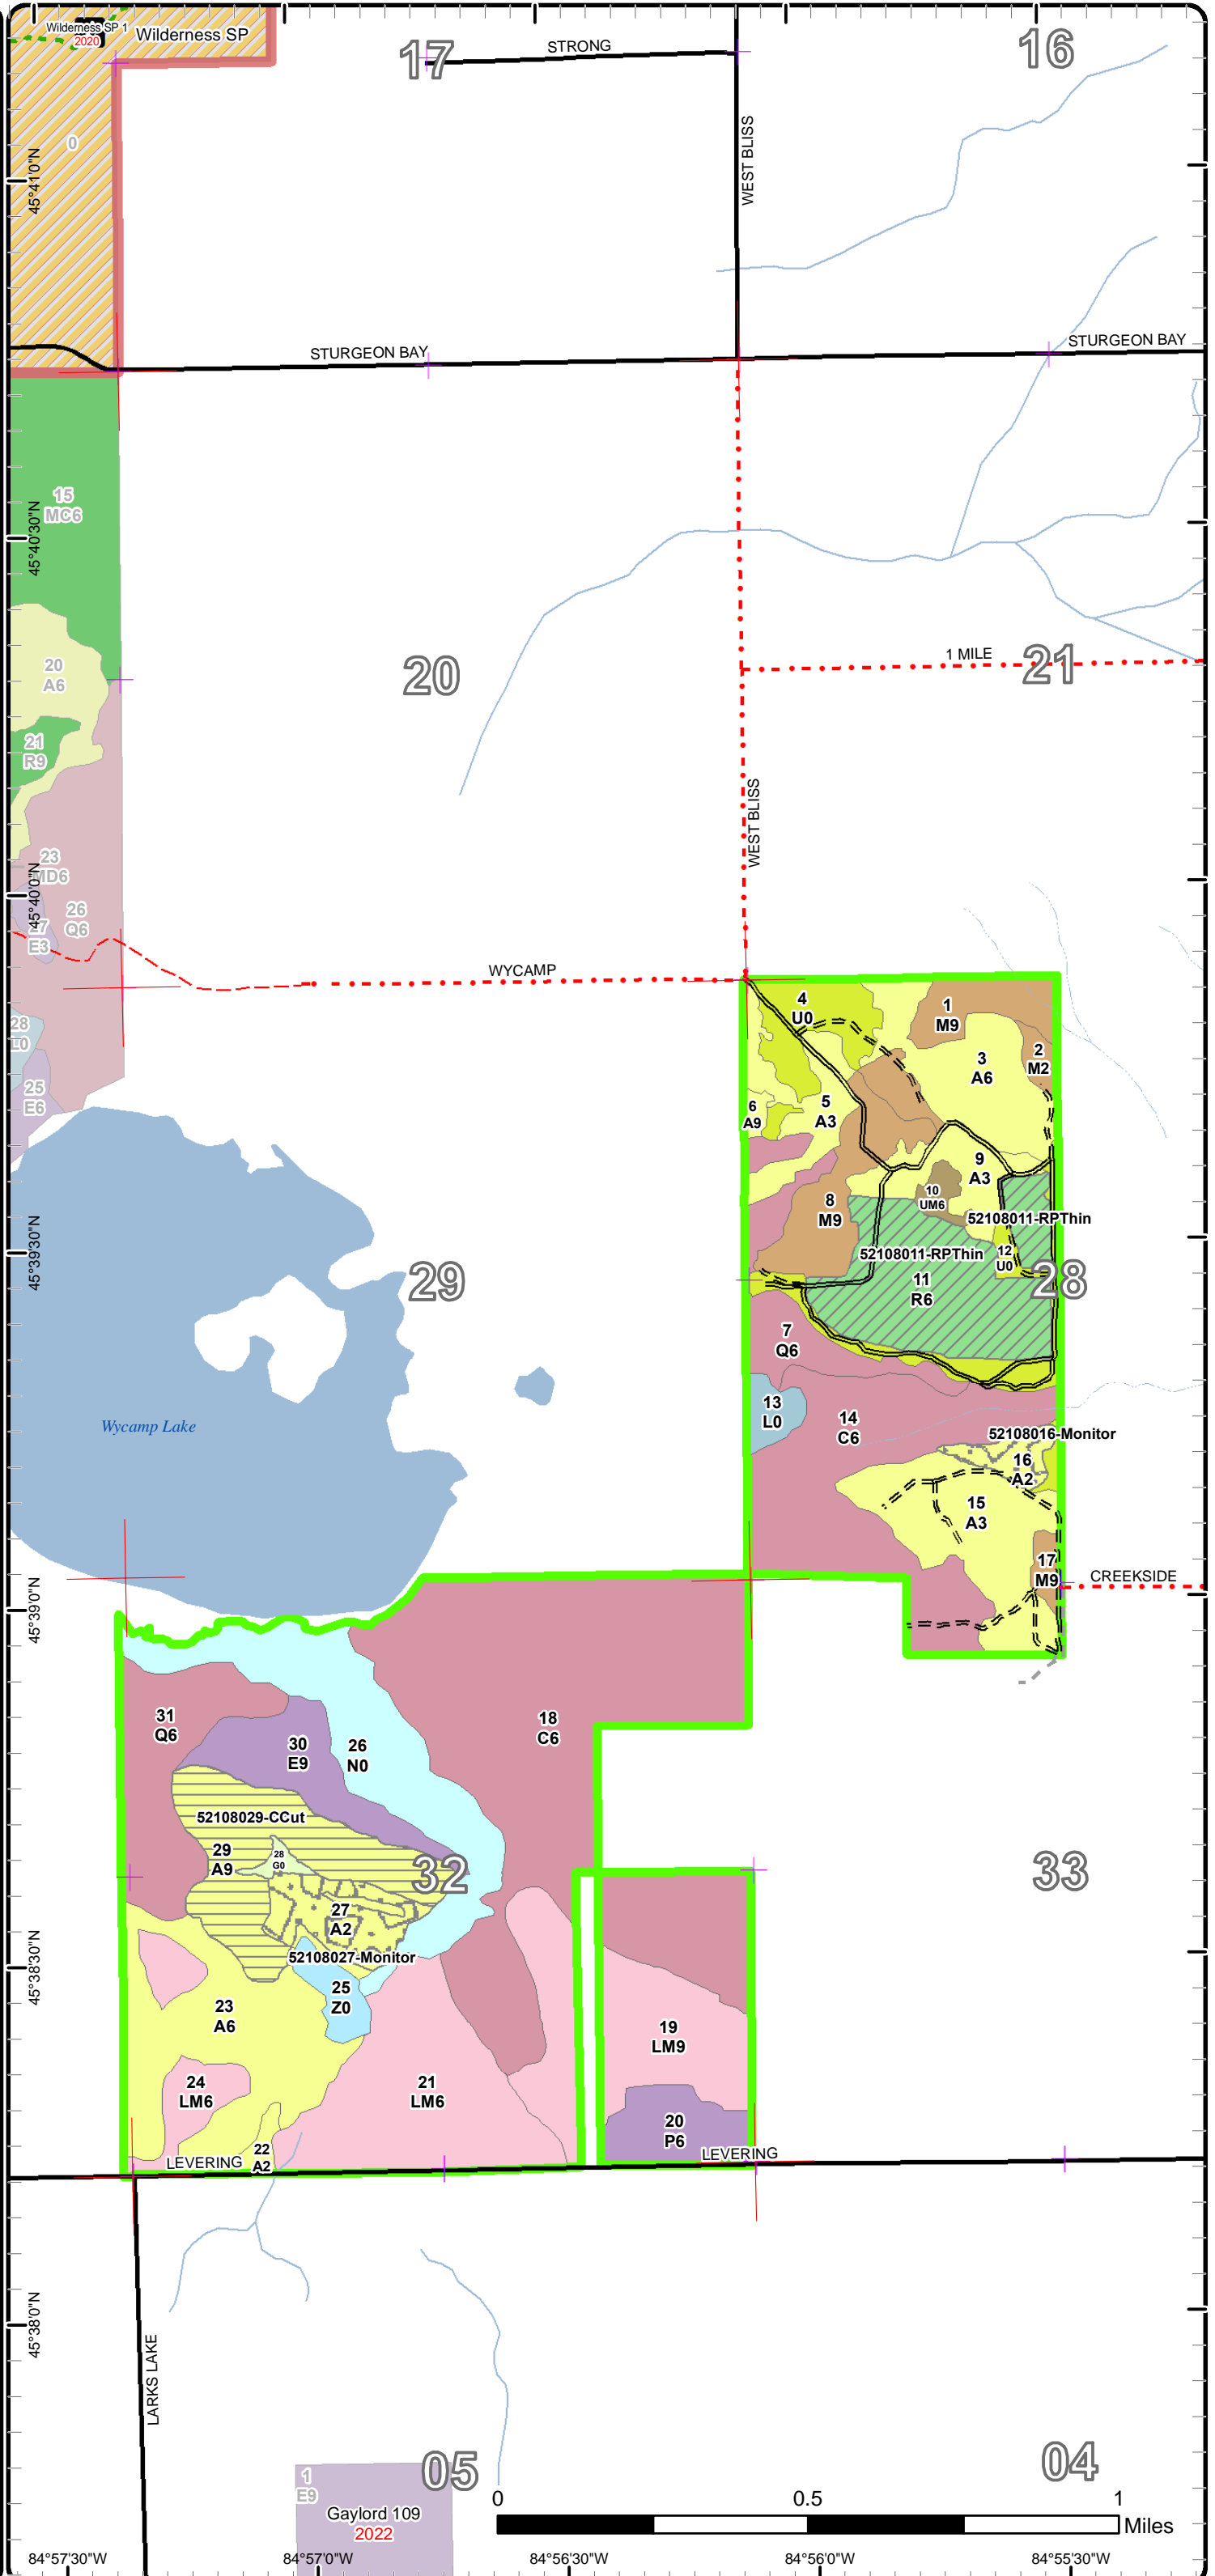 Wilderness SP 1
2020
Wilderness SP
17
STRONG
16
0
WEST BLISS
45°41'0"N
STURGEON BAY
STURGEON BAY
15
MC6
45°40'30"N
20
A6
20
1 MILE
21
21
R9
WEST BLISS
23
MD6
45°40'0"N
26
Q6
27
E3
WYCAMP
4
U0
1
M9
28
L0
3
A6
2
M2
25
E6
6
A9
5
A3
9
A3
10
UM6
8
M9
52108011-RPThin
45°39'30"N
52108011-RPThin
12
U0
29
28
11
R6
7
Q6
13
L0
14
C6
Wycamp Lake
52108016-Monitor
16
A2
15
A3
17
M9
CREEKSIDE
45°39'0"N
31
Q6
18
C6
30
E9
26
N0
52108029-CCut
29
A9
28
G0
32
33
27
A2
52108027-Monitor
45°38'30"N
25
Z0
23
A6
19
LM9
24
LM6
21
LM6
20
P6
22
A2
LEVERING
LEVERING
45°38'0"N
LARKS LAKE
05
04
1
E9
Gaylord 109
2022
0
0.5
1
Miles
84°57'30"W
84°57'0"W
84°56'30"W
84°56'0"W
84°55'30"W